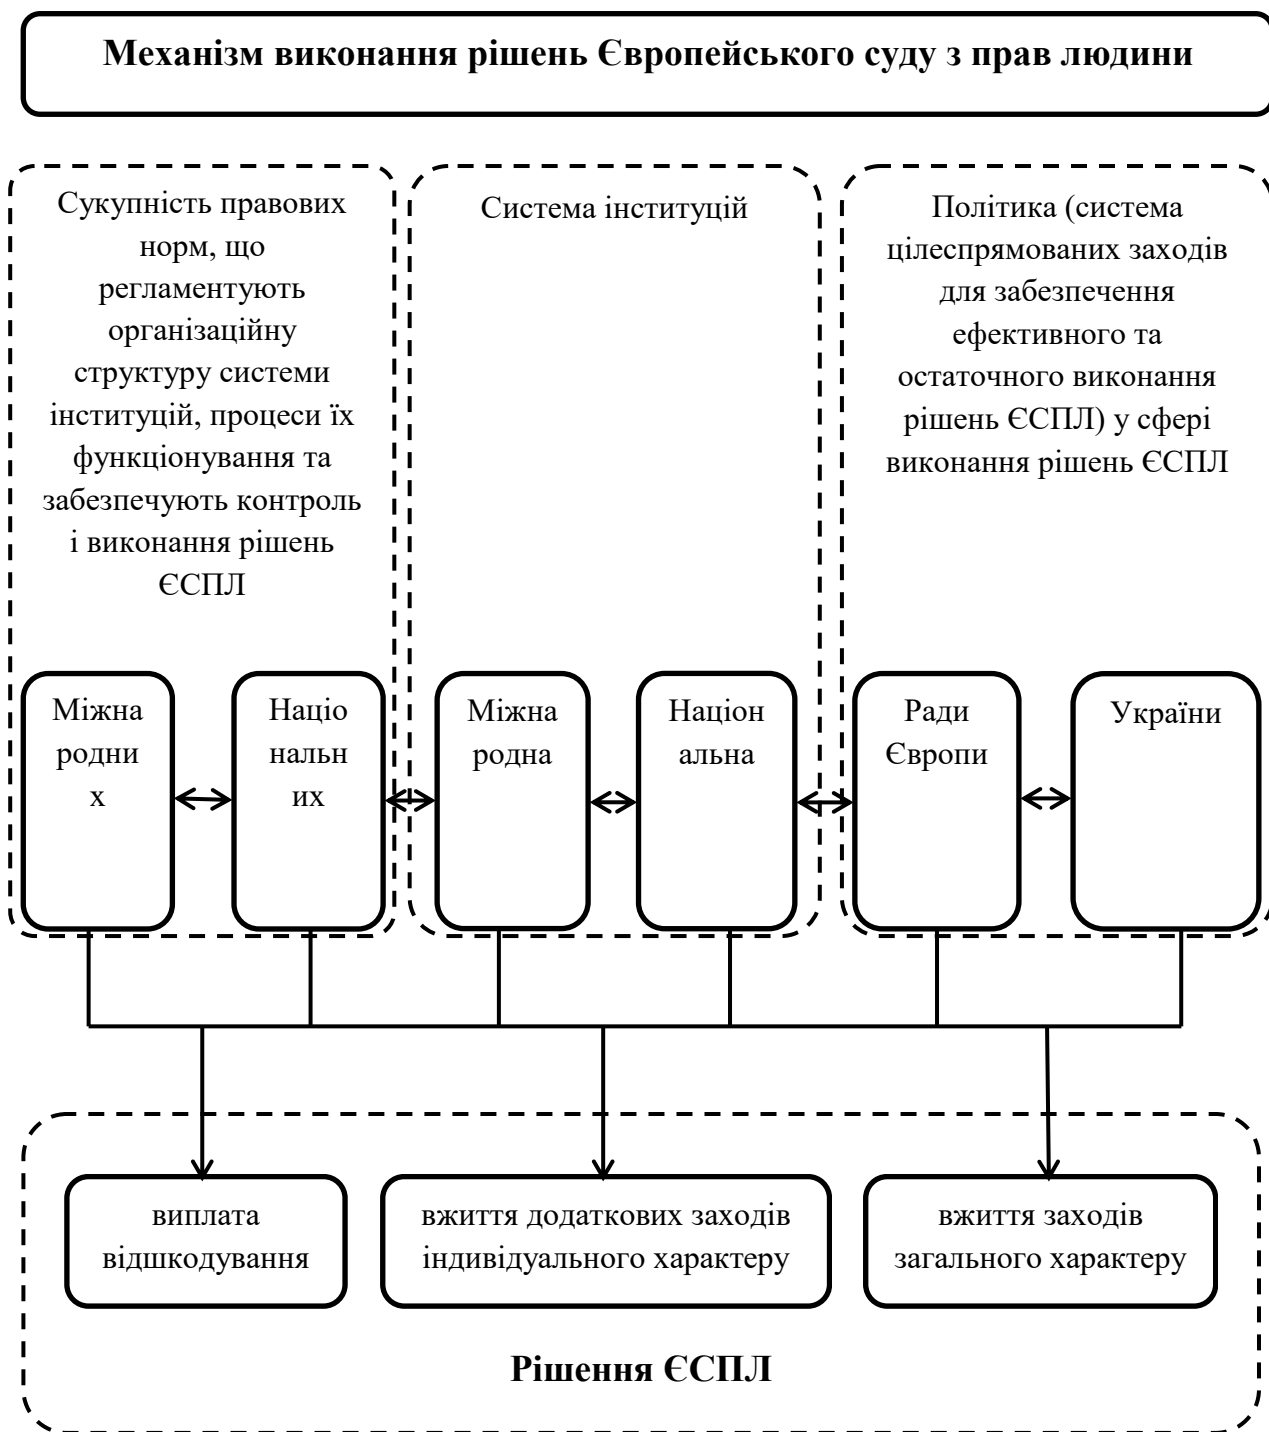 Механізм виконання рішень Європейського суду з прав людини
Сукупність правових
норм, що
регламентують
організаційну
структуру системи
інституцій, процеси їх
функціонування та
забезпечують контроль
і виконання рішень
ЄСПЛ
Система інституцій
Політика (система
цілеспрямованих заходів
для забезпечення
ефективного та
остаточного виконання
рішень ЄСПЛ) у сфері
виконання рішень ЄСПЛ
Міжна
родни
х
Націо
нальн
их
Міжна
родна
Націон
альна
Ради
Європи
України
виплата
відшкодування
вжиття додаткових заходів
індивідуального характеру
вжиття заходів
загального характеру
Рішення ЄСПЛ